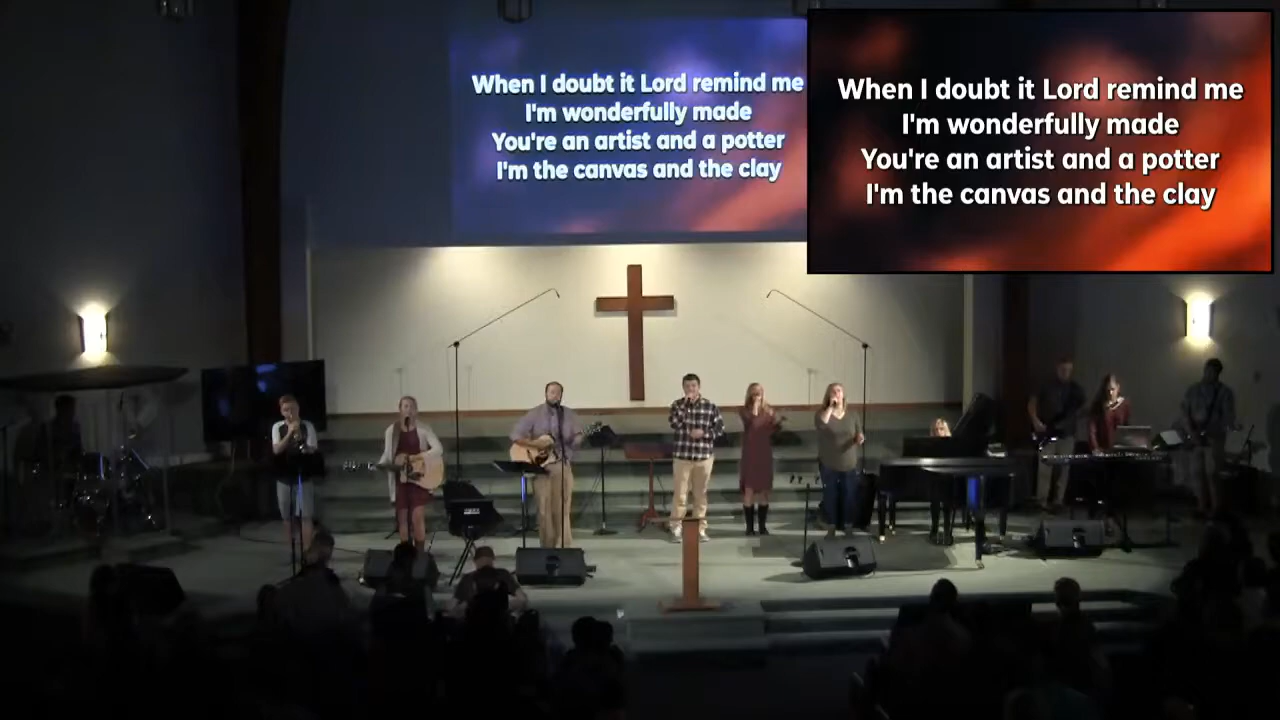 When I doubt it Lord remind me
I'm wonderfully made
You're an artist and a potter
I'm the canvas and the clay
When I doubt it Lord remind me
I'm wonderfully made
You're an artist and a potter
I'm the canvas and the clay